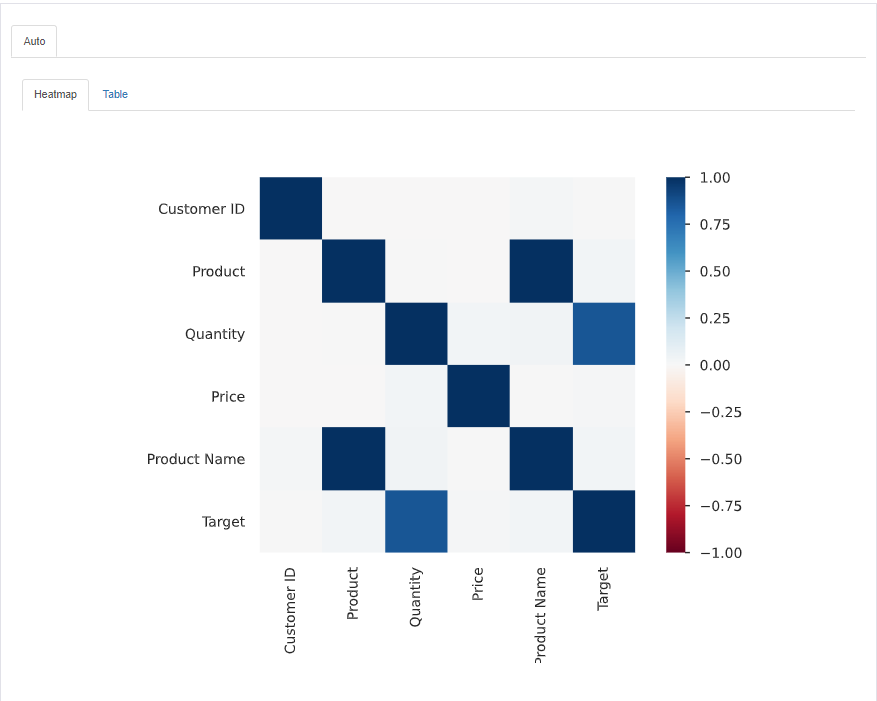 Auto
Heatmap Table
Customer ID
Product
Quantity
Price
Product Name
Target
Customer ID
Product
Quantity
Price
Product Name
Target
1.00
0.75
0.50
0.25
0.00
−0.25
−0.50
−0.75
−1.00